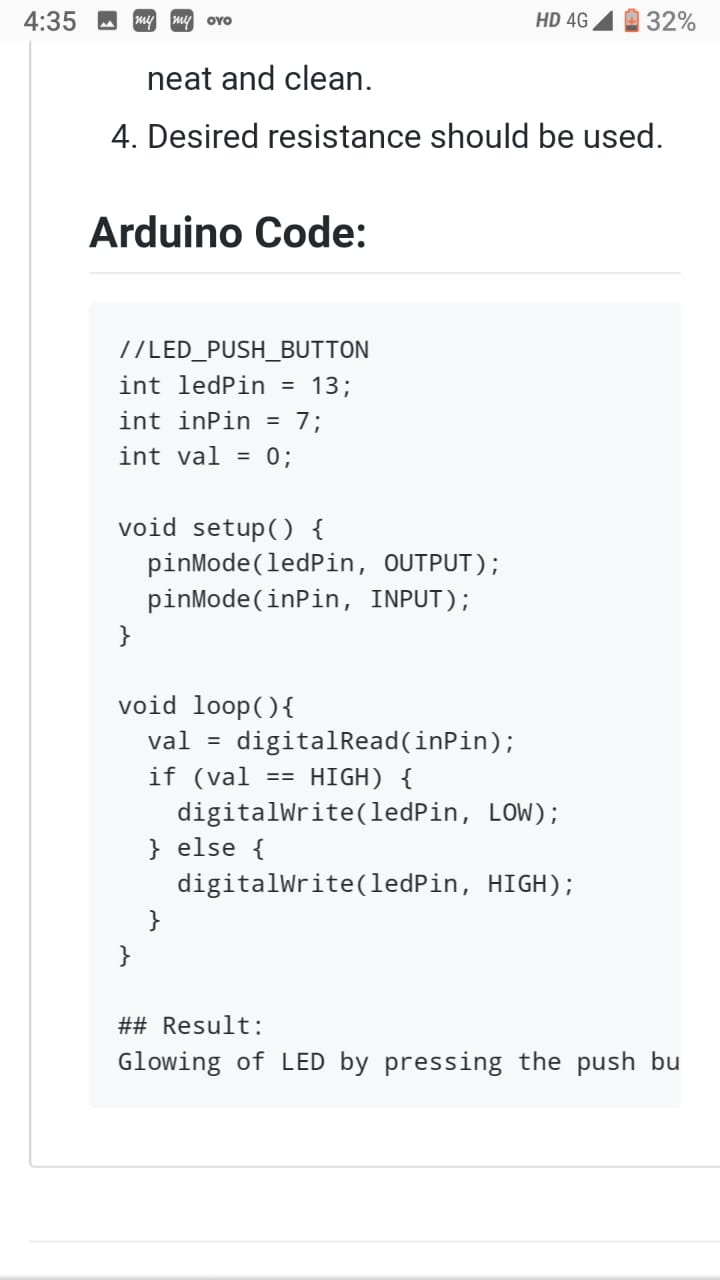 4:35 my my OYO HD 4G 32%
neat and clean.
4. Desired resistance should be used.
Arduino Code:
//LED_PUSH_BUTTON
int ledPin = 13;
int inPin = 7;
int val = 0;
void setup() {
  pinMode(ledPin, OUTPUT);
  pinMode(inPin, INPUT);
}
void loop(){
  val = digitalRead(inPin);
  if (val == HIGH) {
    digitalWrite(ledPin, LOW);
  } else {
    digitalWrite(ledPin, HIGH);
  }
}
## Result:
Glowing of LED by pressing the push bu